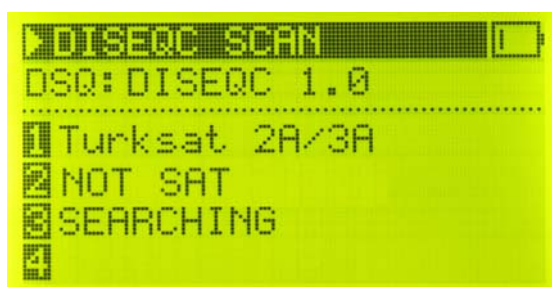 DISEQC SCAN
DSQ:DISEQC 1.0
1 Turksat 2A/3A
2 NOT SAT
3 SEARCHING
4